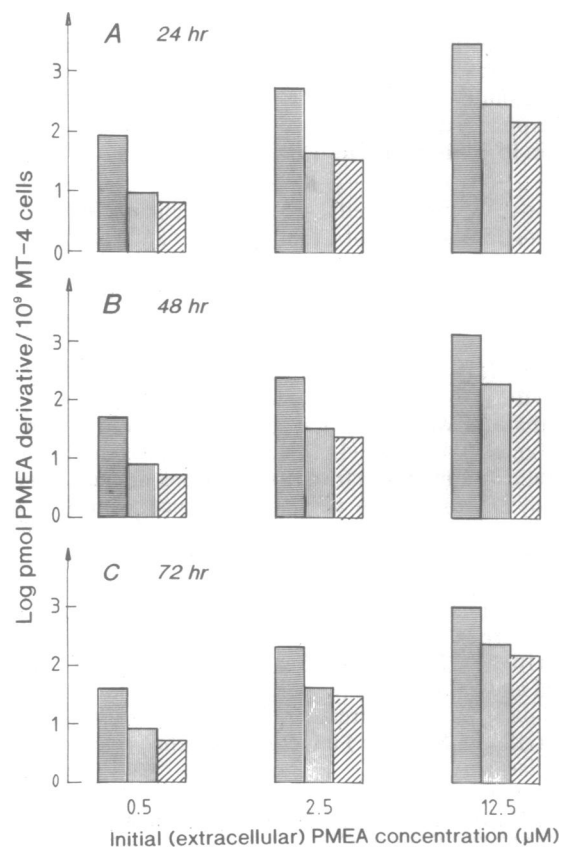 A 24 hr
3
2
1
0
B 48 hr
3
2
1
0
C 72 hr
3
2
1
0
Log pmol PMEA derivative/10⁹ MT-4 cells
0.5 2.5 12.5
Initial (extracellular) PMEA concentration (µM)